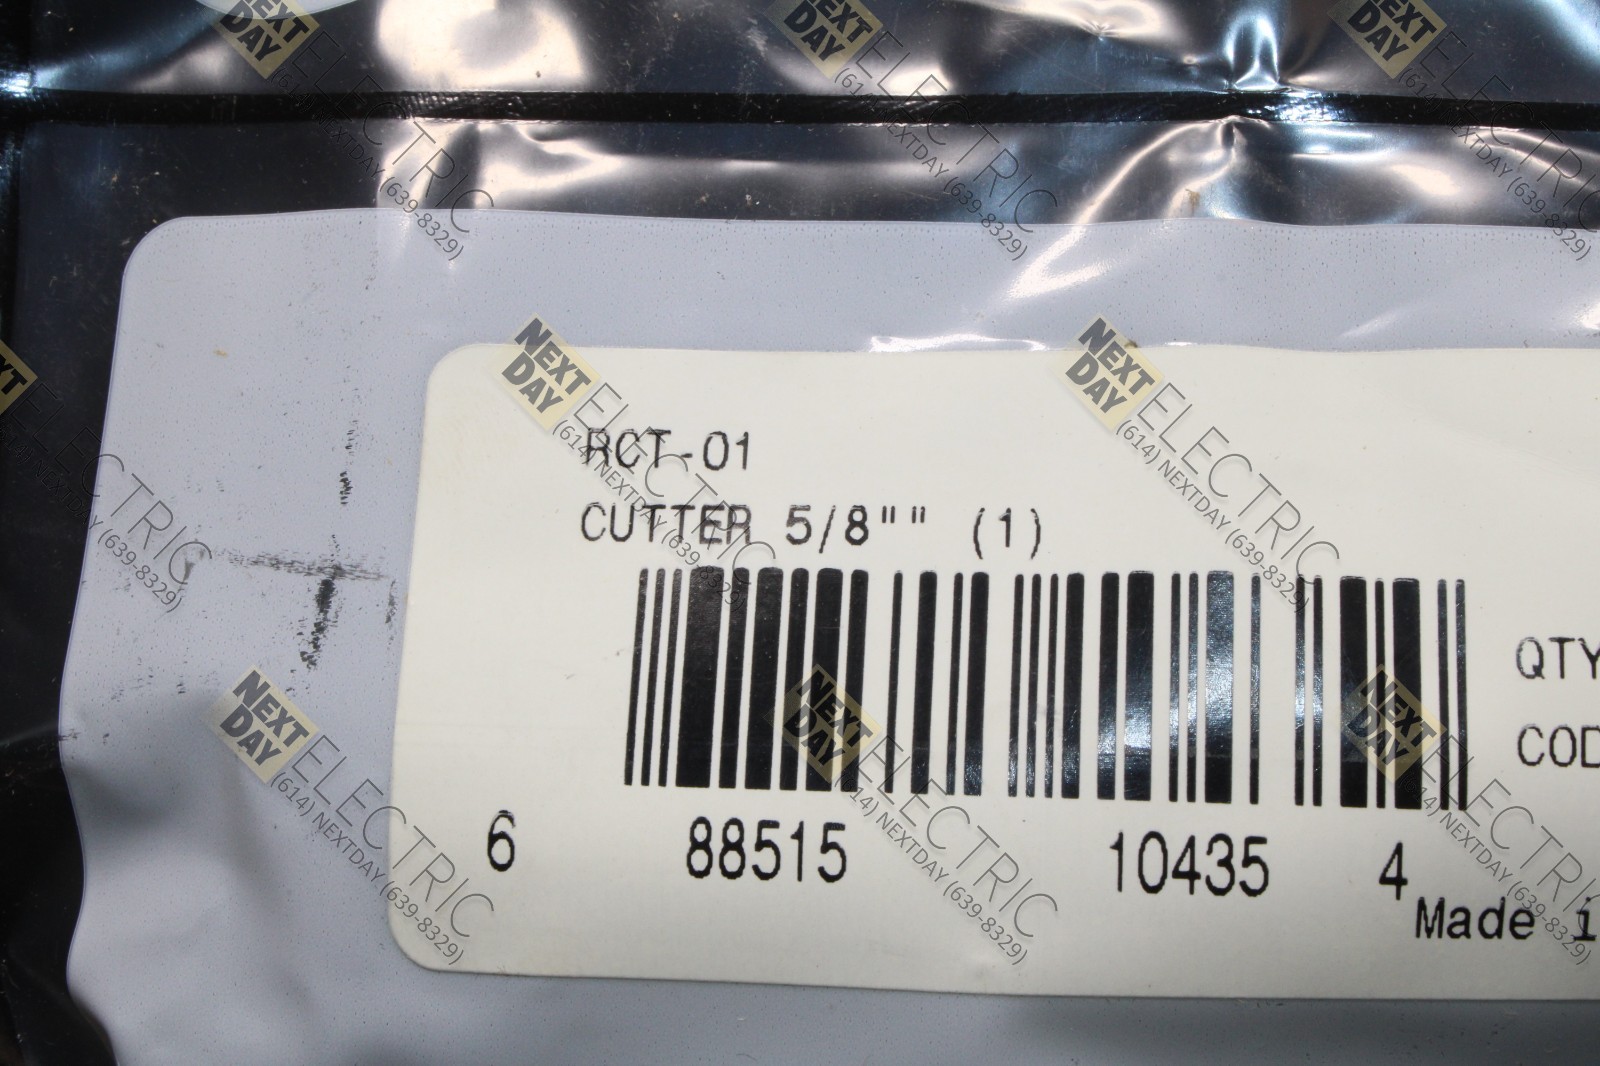 RCT-01
CUTTER 5/8"" (1)
6 88515 10435 4
QTY
COD
Made i
NEXT
DAY
ELECTRIC
(614) NEXTDAY (639-8329)